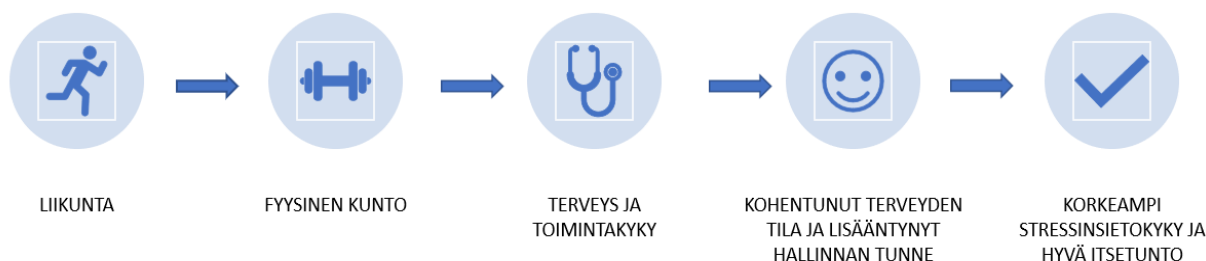 LIIKUNTA
FYYSINEN KUNTO
TERVEYS JA
TOIMINTAKYKY
KOHENTUNUT TERVEYDEN
TILA JA LISÄÄNTYNYT
HALLINNAN TUNNE
KORKEAMPI
STRESSINSIETOKYKY JA
HYVÄ ITSETUNTO